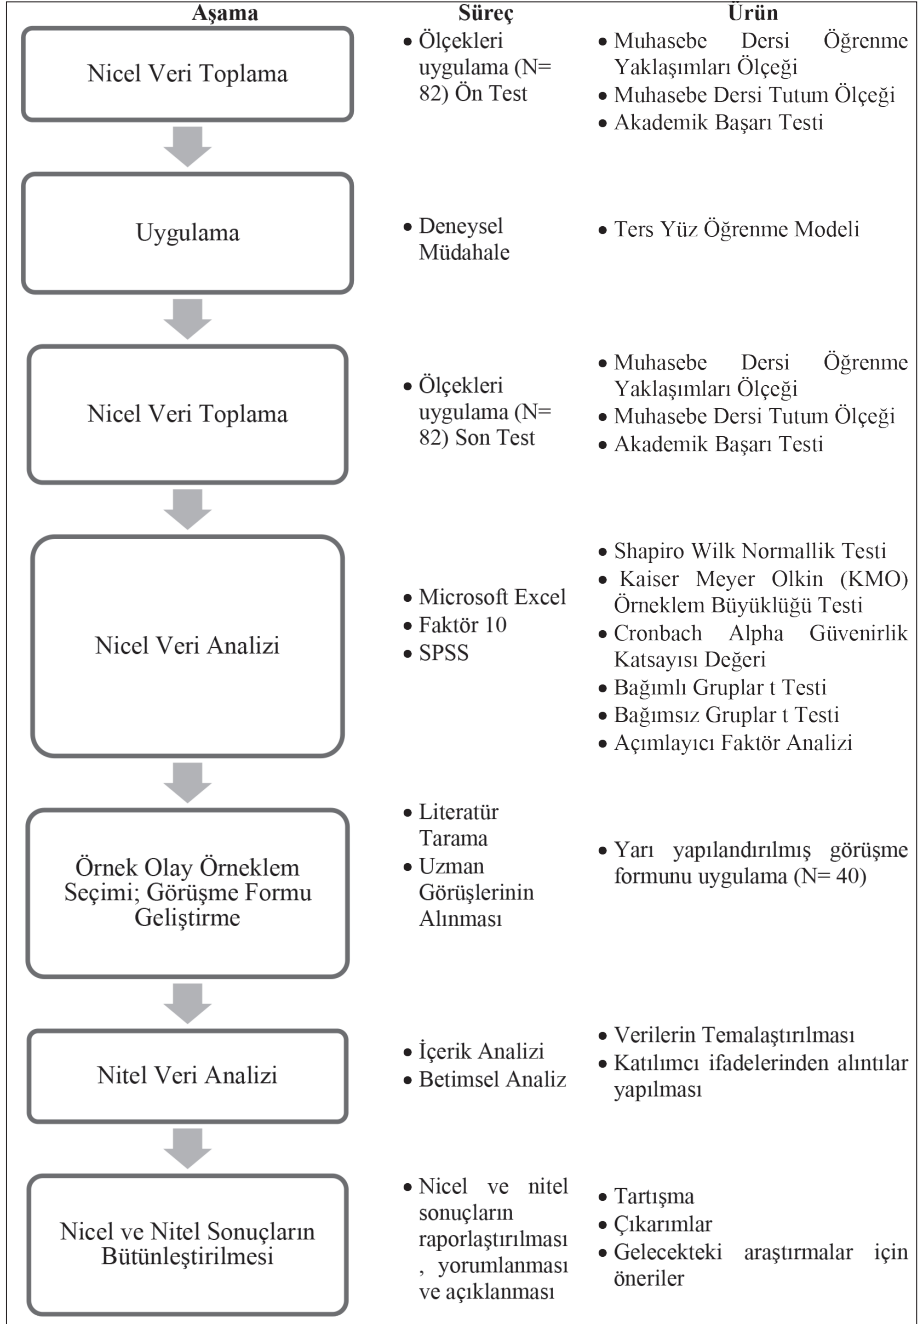 Aşama Süreç Ürün
Nicel Veri Toplama
• Ölçekleri
uygulama (N=
82) Ön Test
• Muhasebe Dersi Öğrenme
Yaklaşımları Ölçeği
• Muhasebe Dersi Tutum Ölçeği
• Akademik Başarı Testi
Uygulama
• Deneysel
Müdahale
• Ters Yüz Öğrenme Modeli
Nicel Veri Toplama
• Ölçekleri
uygulama (N=
82) Son Test
• Muhasebe Dersi Öğrenme
Yaklaşımları Ölçeği
• Muhasebe Dersi Tutum Ölçeği
• Akademik Başarı Testi
Nicel Veri Analizi
• Microsoft Excel
• Faktör 10
• SPSS
• Shapiro Wilk Normallik Testi
• Kaiser Meyer Olkin (KMO)
Örneklem Büyüklüğü Testi
• Cronbach Alpha Güvenirlik
Katsayısı Değeri
• Bağımlı Gruplar t Testi
• Bağımsız Gruplar t Testi
• Açımlayıcı Faktör Analizi
Örnek Olay Örneklem
Seçimi; Görüşme Formu
Geliştirme
• Literatür
Tarama
• Uzman
Görüşlerinin
Alınması
• Yarı yapılandırılmış görüşme
formunu uygulama (N= 40)
Nitel Veri Analizi
• İçerik Analizi
• Betimsel Analiz
• Verilerin Temalaştırılması
• Katılımcı ifadelerinden alıntılar
yapılması
Nicel ve Nitel Sonuçların
Bütünleştirilmesi
• Nicel ve nitel
sonuçların
raporlaştırılması
, yorumlanması
ve açıklanması
• Tartışma
• Çıkarımlar
• Gelecekteki araştırmalar için
öneriler